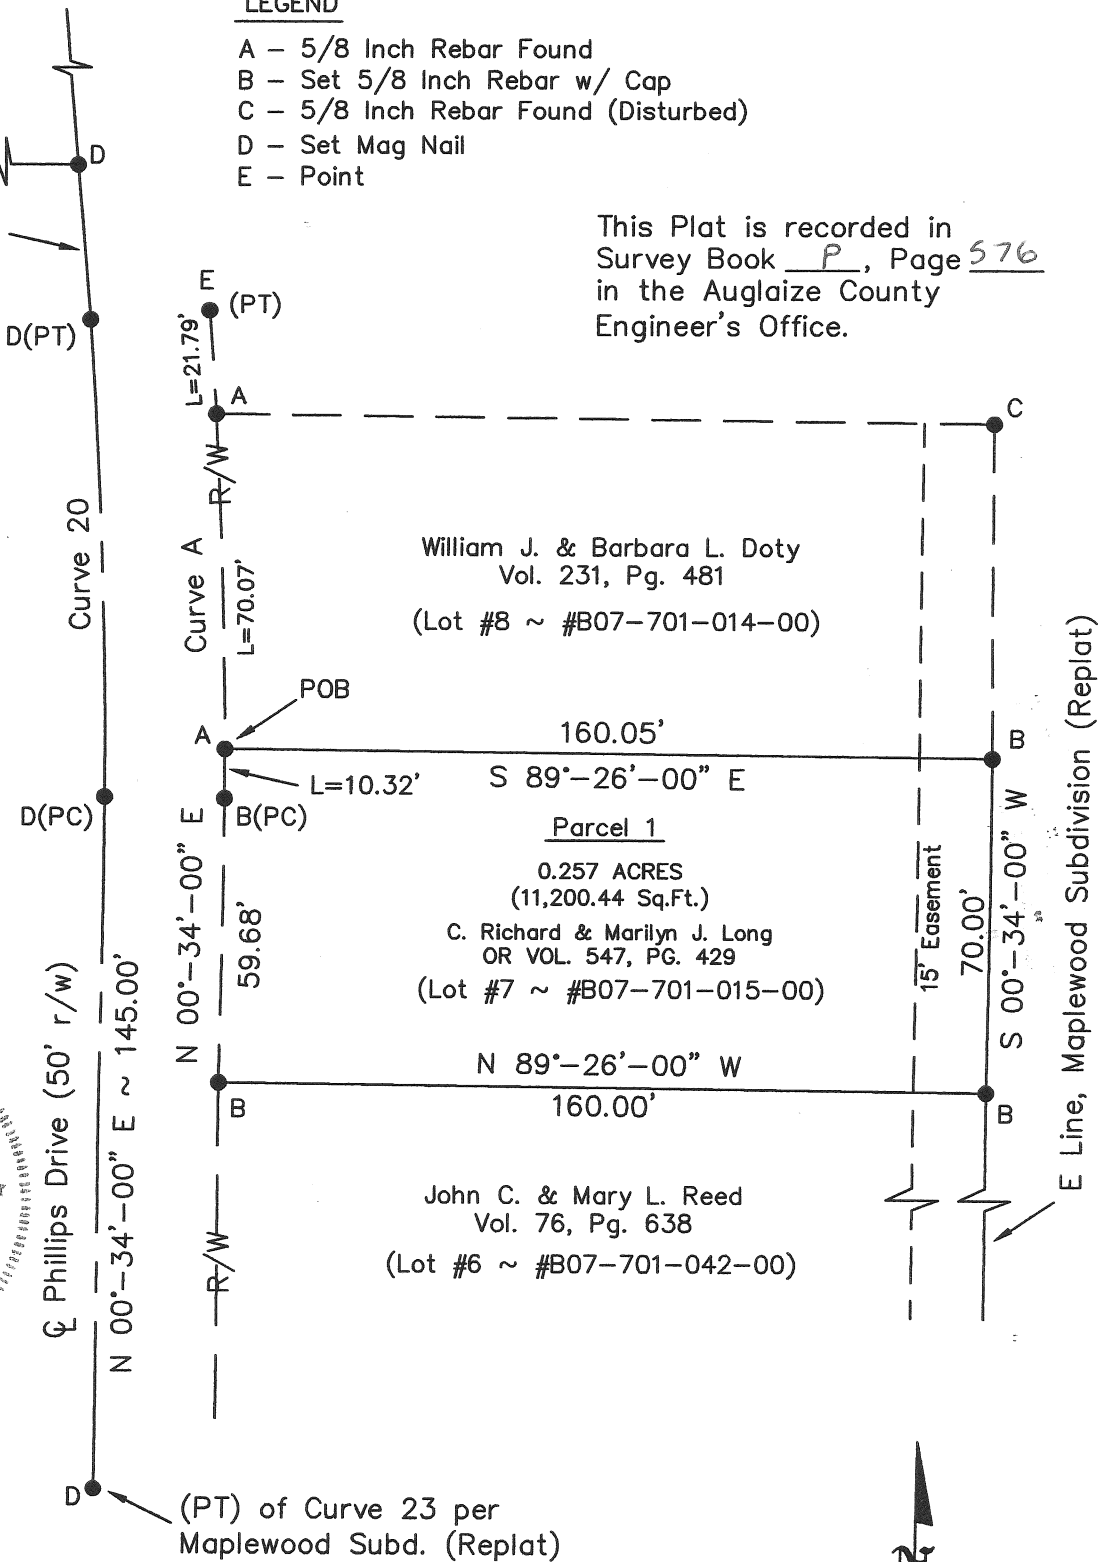 LEGEND
A – 5/8 Inch Rebar Found
B – Set 5/8 Inch Rebar w/ Cap
C – 5/8 Inch Rebar Found (Disturbed)
D – Set Mag Nail
E – Point
This Plat is recorded in
Survey Book P, Page 576
in the Auglaize County
Engineer's Office.
D
D(PT)
E
(PT)
L=21.79'
A
C
R/W
Curve 20
Curve A
L=70.07'
William J. & Barbara L. Doty
Vol. 231, Pg. 481
(Lot #8 ~ #B07–701–014–00)
POB
A
160.05'
S 89°–26'–00" E
B
L=10.32'
D(PC)
B(PC)
Parcel 1
0.257 ACRES
(11,200.44 Sq.Ft.)
C. Richard & Marilyn J. Long
OR VOL. 547, PG. 429
(Lot #7 ~ #B07–701–015–00)
N 00°–34'–00" E
59.68'
15' Easement
70.00'
S 00°–34'–00" W
E Line, Maplewood Subdivision (Replat)
N 89°–26'–00" W
160.00'
B
B
℄ Phillips Drive (50' r/w)
N 00°–34'–00" E ~ 145.00'
R/W
John C. & Mary L. Reed
Vol. 76, Pg. 638
(Lot #6 ~ #B07–701–042–00)
D
(PT) of Curve 23 per
Maplewood Subd. (Replat)